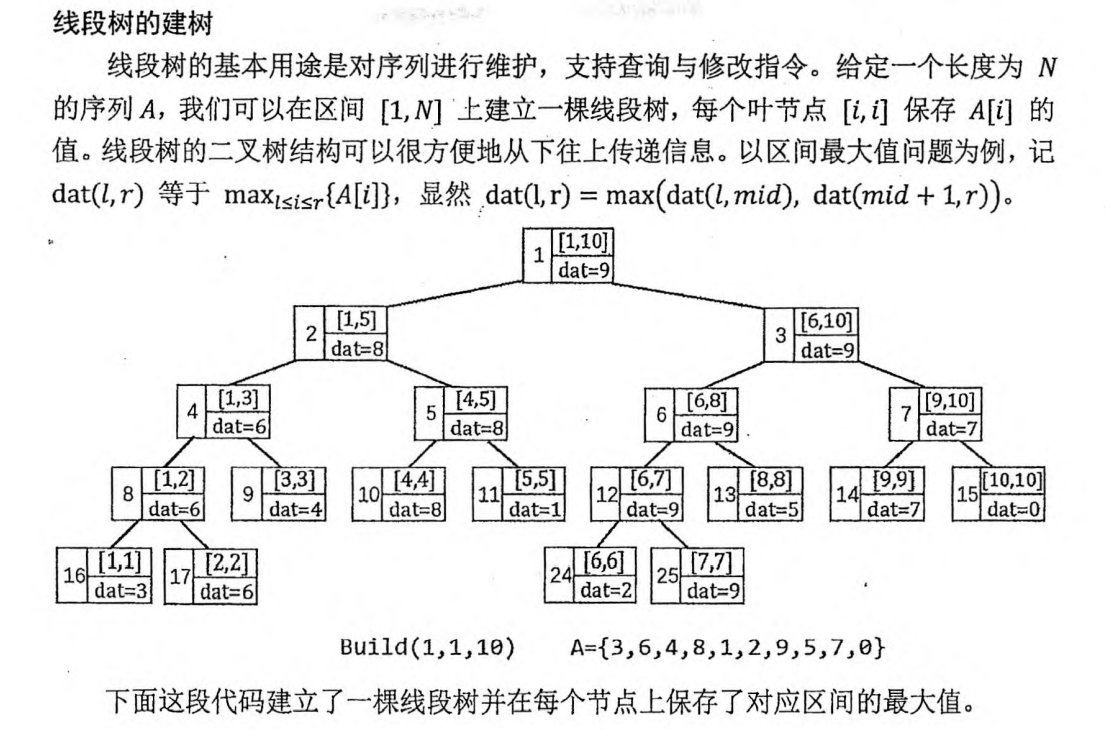 线段树的建树
线段树的基本用途是对序列进行维护，支持查询与修改指令。给定一个长度为 N
的序列 A，我们可以在区间 [1, N] 上建立一棵线段树，每个叶节点 [i, i] 保存 A[i] 的
值。线段树的二叉树结构可以很方便地从下往上传递信息。以区间最大值问题为例，记
dat(l, r) 等于 max_{l≤i≤r}{A[i]}，显然 dat(l, r) = max(dat(l, mid), dat(mid + 1, r))。
1 [1,10] dat=9
2 [1,5] dat=8
3 [6,10] dat=9
4 [1,3] dat=6
5 [4,5] dat=8
6 [6,8] dat=9
7 [9,10] dat=7
8 [1,2] dat=6
9 [3,3] dat=4
10 [4,4] dat=8
11 [5,5] dat=1
12 [6,7] dat=9
13 [8,8] dat=5
14 [9,9] dat=7
15 [10,10] dat=0
16 [1,1] dat=3
17 [2,2] dat=6
24 [6,6] dat=2
25 [7,7] dat=9
Build(1,1,10) A={3,6,4,8,1,2,9,5,7,0}
下面这段代码建立了一棵线段树并在每个节点上保存了对应区间的最大值。